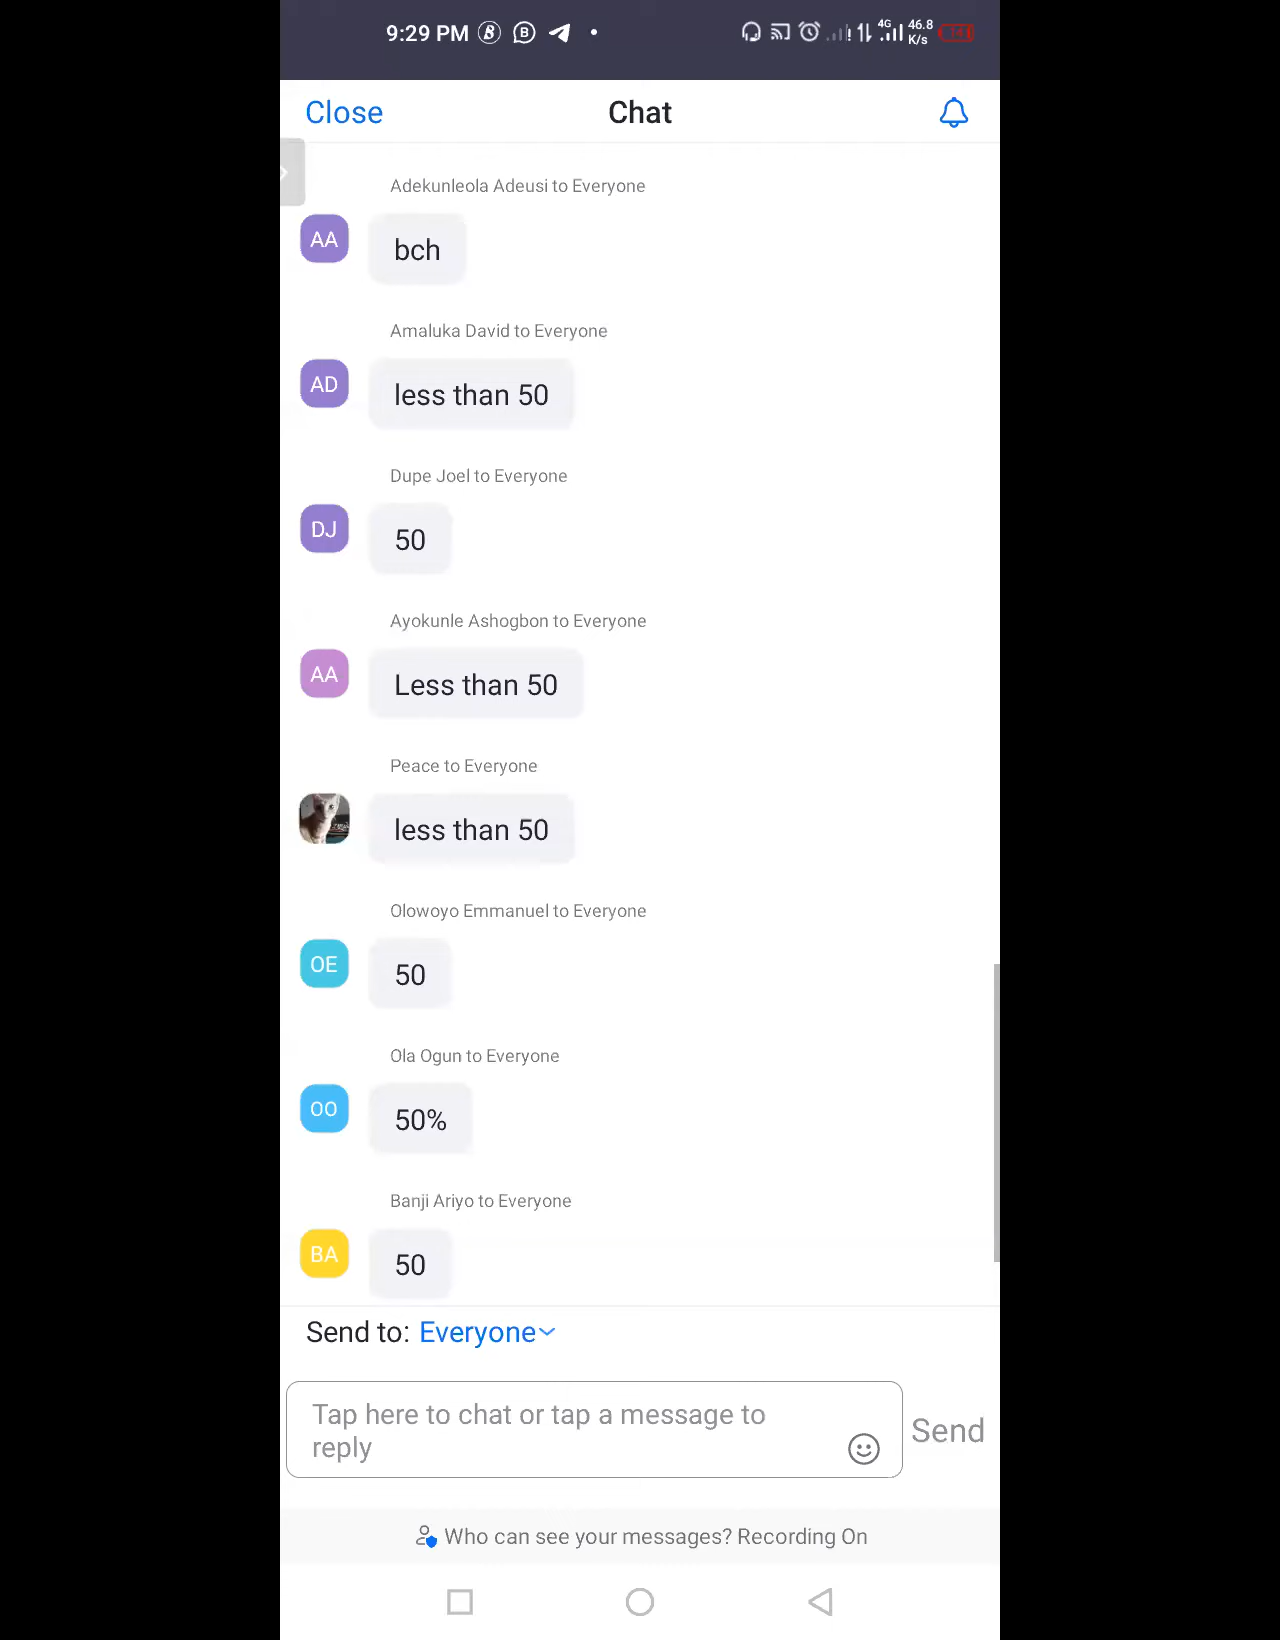 9:29 PM
4G 46.8 K/s
Close
Chat
Adekunleola Adeusi to Everyone
AA
bch
Amaluka David to Everyone
AD
less than 50
Dupe Joel to Everyone
DJ
50
Ayokunle Ashogbon to Everyone
AA
Less than 50
Peace to Everyone
less than 50
Olowoyo Emmanuel to Everyone
OE
50
Ola Ogun to Everyone
OO
50%
Banji Ariyo to Everyone
BA
50
Send to: Everyone
Tap here to chat or tap a message to
reply
Send
Who can see your messages? Recording On